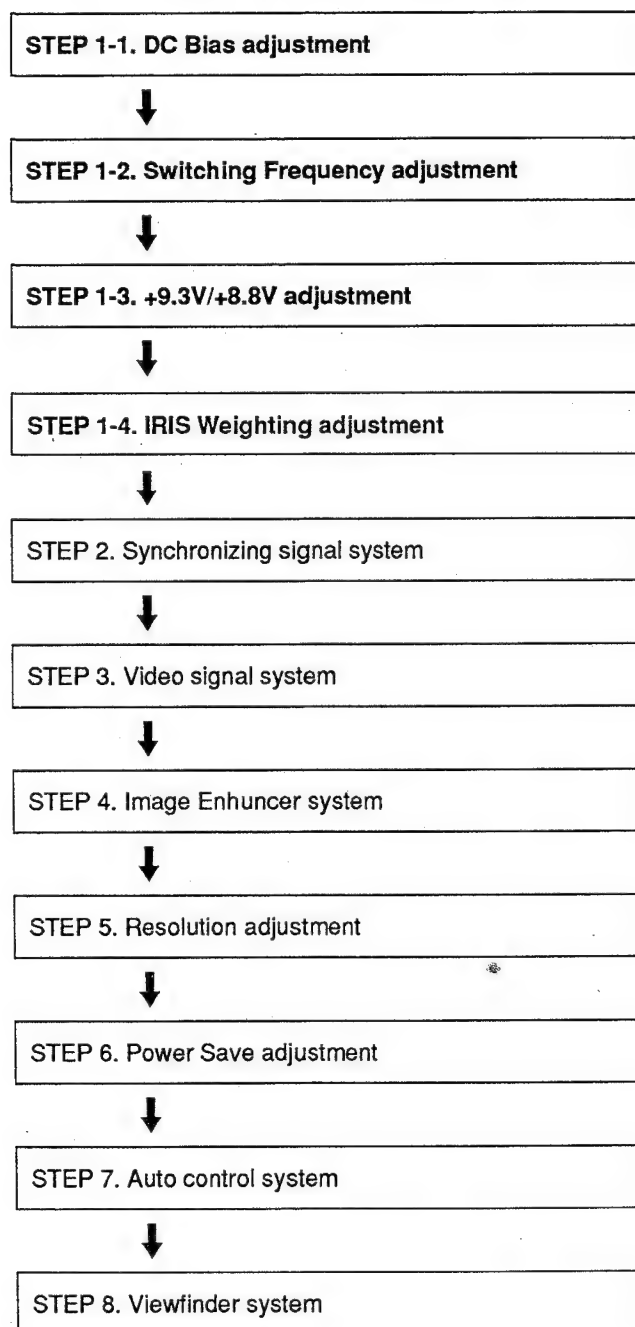 STEP 1-1. DC Bias adjustment
STEP 1-2. Switching Frequency adjustment
STEP 1-3. +9.3V/+8.8V adjustment
STEP 1-4. IRIS Weighting adjustment
STEP 2. Synchronizing signal system
STEP 3. Video signal system
STEP 4. Image Enhuncer system
STEP 5. Resolution adjustment
STEP 6. Power Save adjustment
STEP 7. Auto control system
STEP 8. Viewfinder system